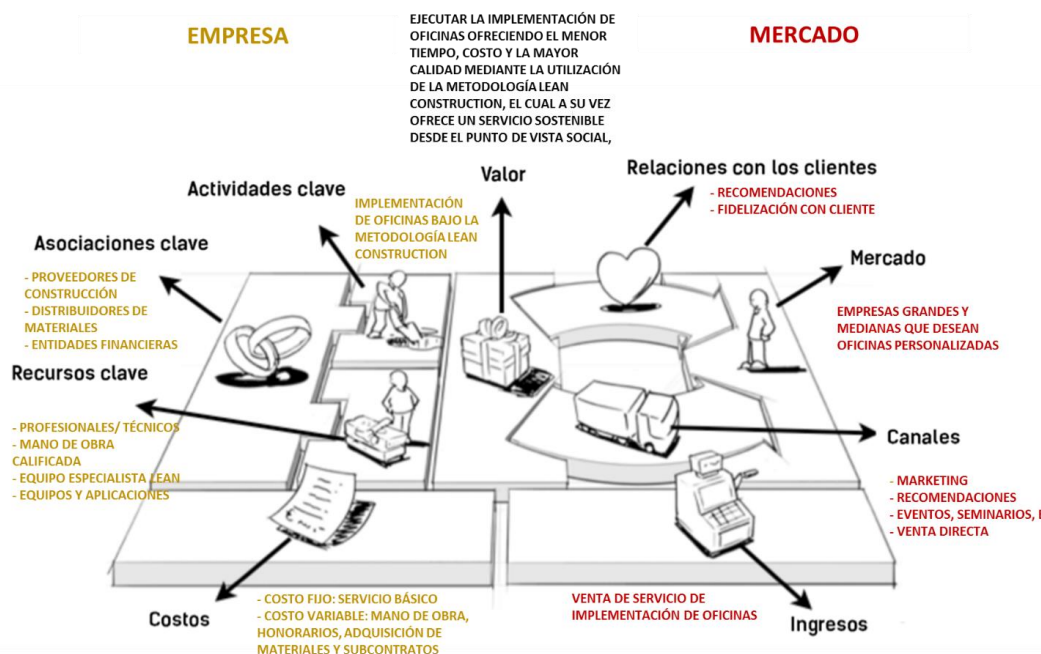 EMPRESA
EJECUTAR LA IMPLEMENTACIÓN DE
OFICINAS OFRECIENDO EL MENOR
TIEMPO, COSTO Y LA MAYOR
CALIDAD MEDIANTE LA UTILIZACIÓN
DE LA METODOLOGÍA LEAN
CONSTRUCTION, EL CUAL A SU VEZ
OFRECE UN SERVICIO SOSTENIBLE
DESDE EL PUNTO DE VISTA SOCIAL,
MERCADO
Asociaciones clave
- PROVEEDORES DE
CONSTRUCCIÓN
- DISTRIBUIDORES DE
MATERIALES
- ENTIDADES FINANCIERAS
Actividades clave
IMPLEMENTACIÓN
DE OFICINAS BAJO LA
METODOLOGÍA LEAN
CONSTRUCTION
Valor
Relaciones con los clientes
- RECOMENDACIONES
- FIDELIZACIÓN CON CLIENTE
Mercado
EMPRESAS GRANDES Y
MEDIANAS QUE DESEAN
OFICINAS PERSONALIZADAS
Recursos clave
- PROFESIONALES/ TÉCNICOS
- MANO DE OBRA
CALIFICADA
- EQUIPO ESPECIALISTA LEAN
- EQUIPOS Y APLICACIONES
Canales
- MARKETING
- RECOMENDACIONES
- EVENTOS, SEMINARIOS,
- VENTA DIRECTA
Costos
- COSTO FIJO: SERVICIO BÁSICO
- COSTO VARIABLE: MANO DE OBRA,
HONORARIOS, ADQUISICIÓN DE
MATERIALES Y SUBCONTRATOS
VENTA DE SERVICIO DE
IMPLEMENTACIÓN DE OFICINAS
Ingresos